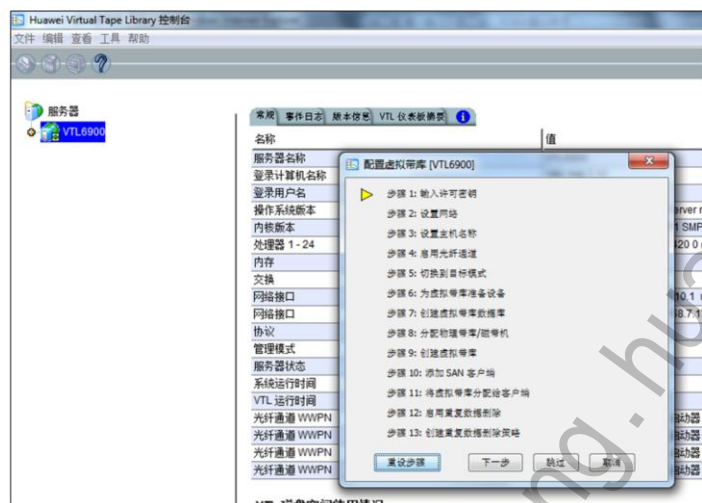 Huawei Virtual Tape Library 控制台
文件 编辑 查看 工具 帮助
服务器
VTL6900
常规 事件日志 版本信息 VTL 仪表板摘要
名称 值
服务器名称
登录计算机名称
登录用户名
操作系统版本
内核版本
处理器 1 - 24
内存
交换
网络接口
网络接口
协议
管理模式
服务器状态
系统运行时间
VTL 运行时间
光纤通道 WWPN
光纤通道 WWPN
光纤通道 WWPN
光纤通道 WWPN
配置虚拟带库 [VTL6900]
步骤 1: 输入许可密钥
步骤 2: 设置网络
步骤 3: 设置主机名称
步骤 4: 启用光纤通道
步骤 5: 切换到目标模式
步骤 6: 为虚拟带库准备设备
步骤 7: 创建虚拟带库数据库
步骤 8: 分配物理带库/磁带机
步骤 9: 创建虚拟带库
步骤 10: 添加 SAN 客户端
步骤 11: 将虚拟带库分配给客户端
步骤 12: 启用重复数据删除
步骤 13: 创建重复数据删除策略
重设步骤 下一步 跳过 取消